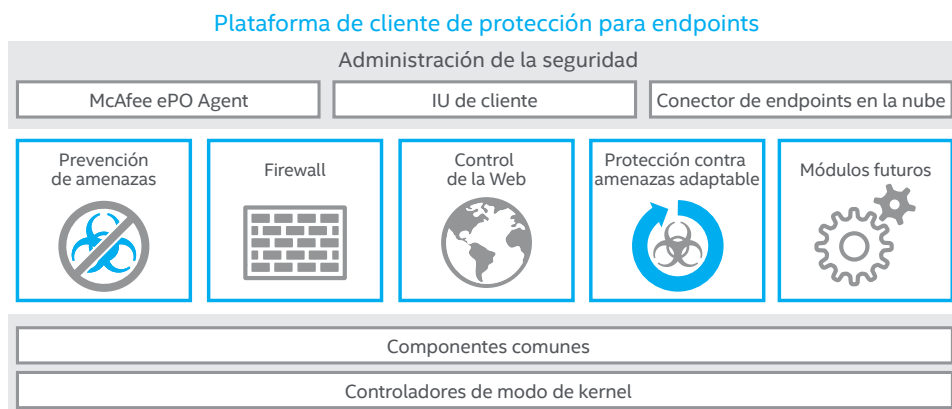 Plataforma de cliente de protección para endpoints
Administración de la seguridad
McAfee ePO Agent
IU de cliente
Conector de endpoints en la nube
Prevención
de amenazas
Firewall
Control
de la Web
Protección contra
amenazas adaptable
Módulos futuros
Componentes comunes
Controladores de modo de kernel